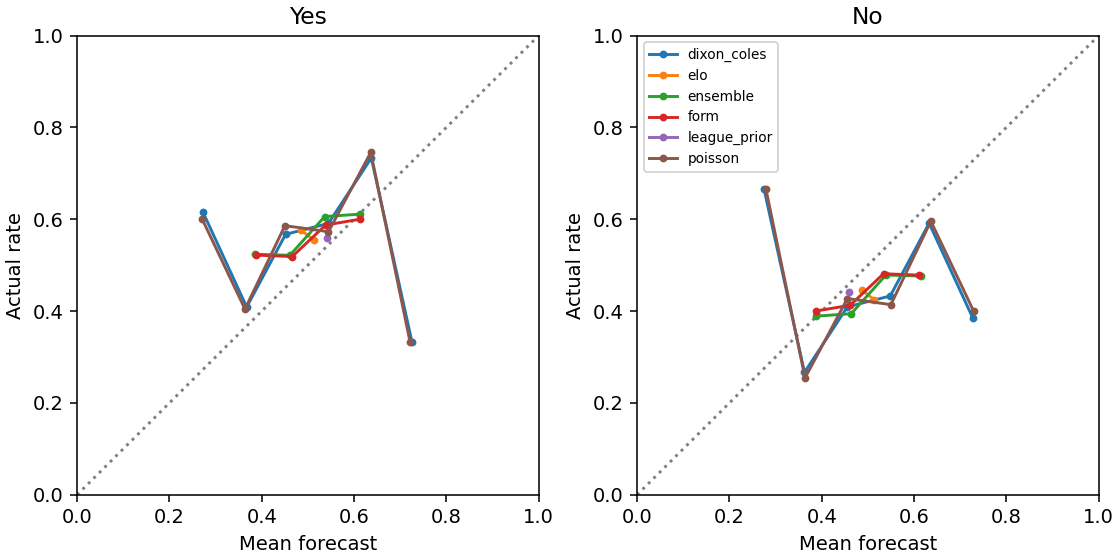 Yes
Actual rate
1.0
0.8
0.6
0.4
0.2
0.0
0.0 0.2 0.4 0.6 0.8 1.0
Mean forecast
No
Actual rate
1.0
0.8
0.6
0.4
0.2
0.0
dixon_coles
elo
ensemble
form
league_prior
poisson
0.0 0.2 0.4 0.6 0.8 1.0
Mean forecast